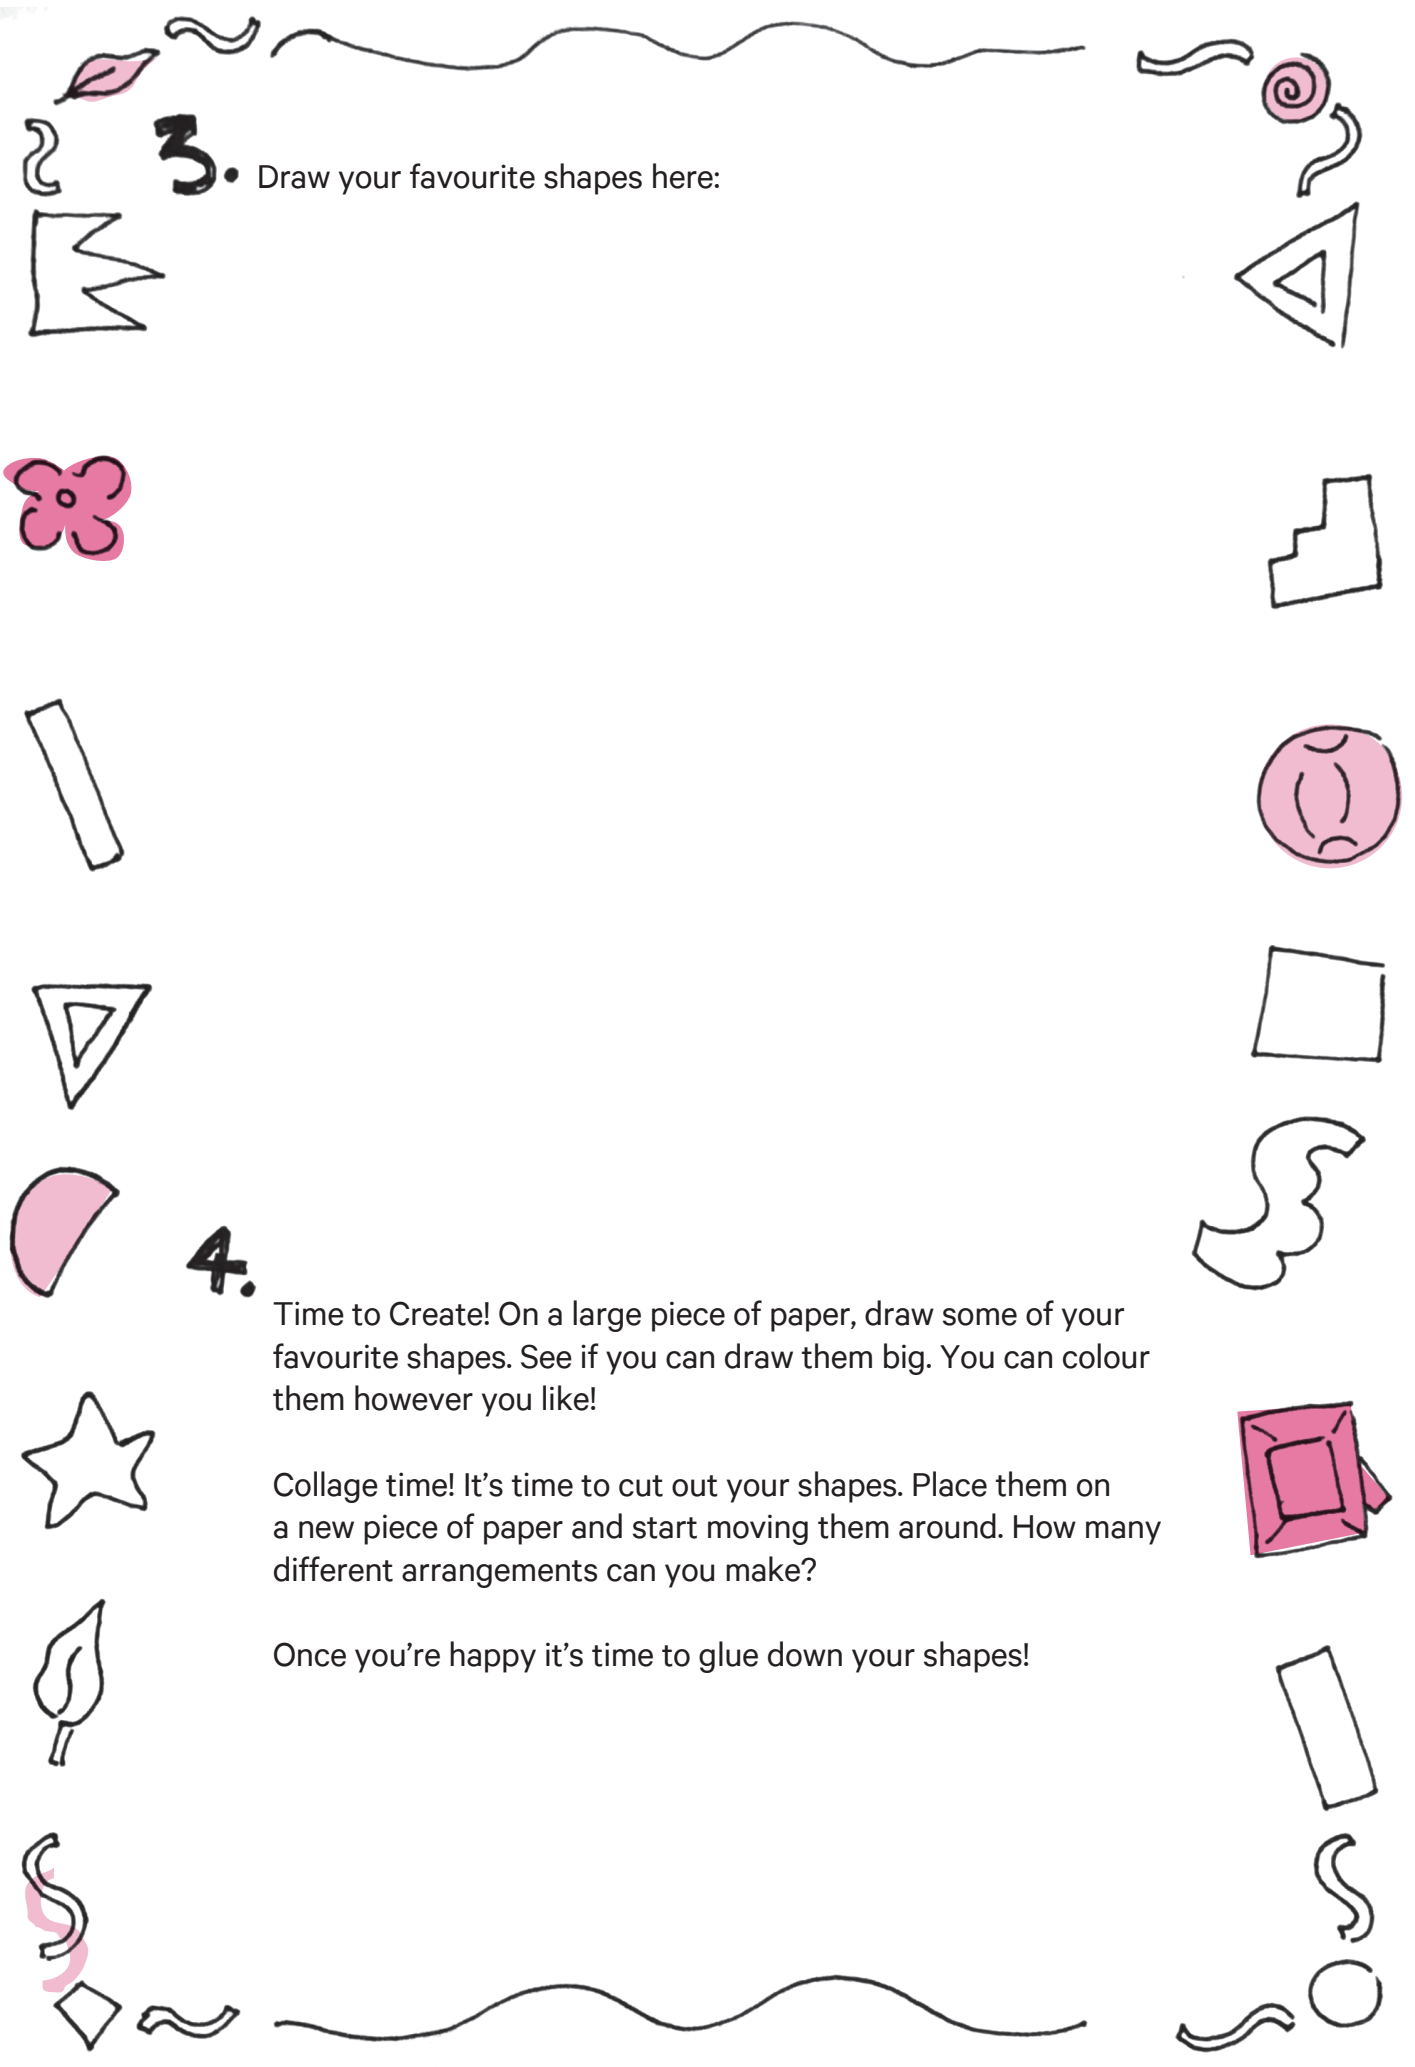 3. Draw your favourite shapes here:
4.
Time to Create! On a large piece of paper, draw some of your
favourite shapes. See if you can draw them big. You can colour
them however you like!
Collage time! It’s time to cut out your shapes. Place them on
a new piece of paper and start moving them around. How many
different arrangements can you make?
Once you’re happy it’s time to glue down your shapes!